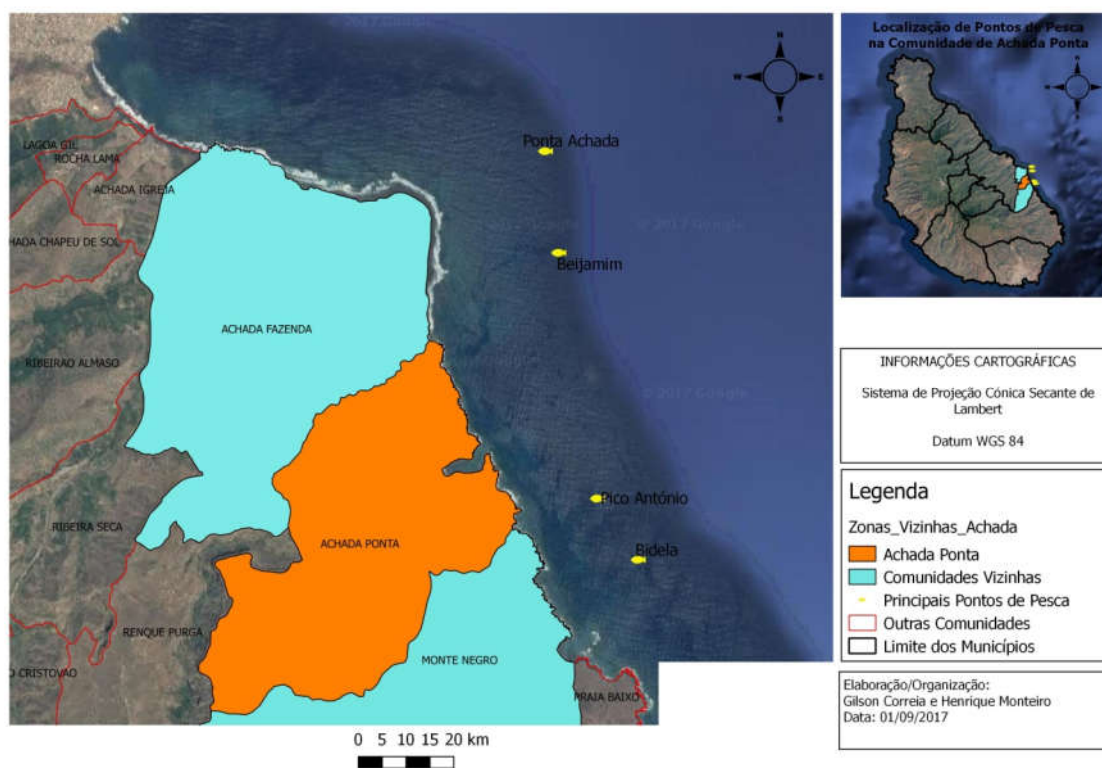 Ponta Achada
© 2017 Google
Beijamim
© 2017 Google
LAGOA GIL
ROCHA LAMA
ACHADA IGREJA
HADA CHAPEU DE SOL
ACHADA FAZENDA
RIBEIRAO ALMASO
© 2017 Google
Pico António
RIBEIRA SECA
ACHADA PONTA
Bidela
RENQUE PURGA
MONTE NEGRO
O CRISTOVAO
PRAIA BAIXO
N
W
E
S
0 5 10 15 20 km
Localização de Pontos de Pesca
na Comunidade de Achada Ponta
INFORMAÇÕES CARTOGRÁFICAS
Sistema de Projeção Cónica Secante de
Lambert
Datum WGS 84
Legenda
Zonas_Vizinhas_Achada
Achada Ponta
Comunidades Vizinhas
Principais Pontos de Pesca
Outras Comunidades
Limite dos Municípios
Elaboração/Organização:
Gilson Correia e Henrique Monteiro
Data: 01/09/2017